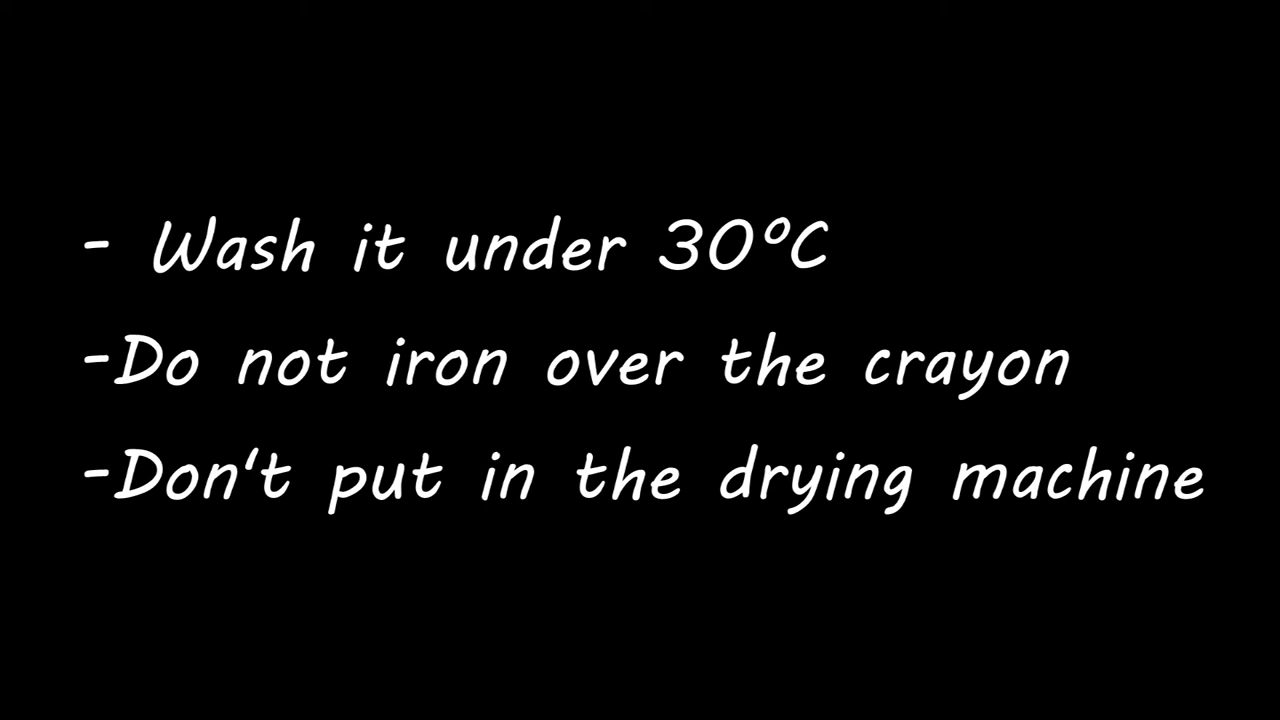 - Wash it under 30°C
-Do not iron over the crayon
-Don't put in the drying machine